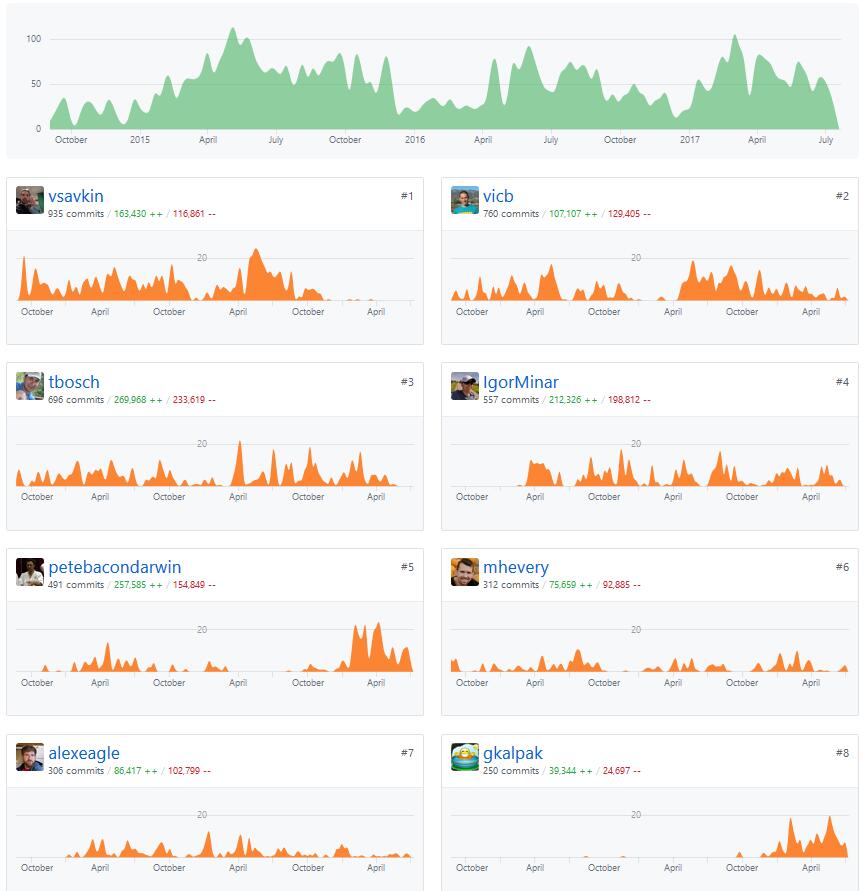 100
50
0
October 2015 April July October 2016 April July October 2017 April July
vsavkin #1
935 commits / 163,430 ++ / 116,861 --
20
October April October April October April
vicb #2
760 commits / 107,107 ++ / 129,405 --
20
October April October April October April
tbosch #3
696 commits / 269,968 ++ / 233,619 --
20
October April October April October April
IgorMinar #4
557 commits / 212,326 ++ / 198,812 --
20
October April October April October April
petebacondarwin #5
491 commits / 257,585 ++ / 154,849 --
20
October April October April October April
mhevery #6
312 commits / 75,659 ++ / 92,885 --
20
October April October April October April
alexeagle #7
306 commits / 86,417 ++ / 102,799 --
20
October April October April October April
gkalpak #8
250 commits / 39,344 ++ / 24,697 --
20
October April October April October April